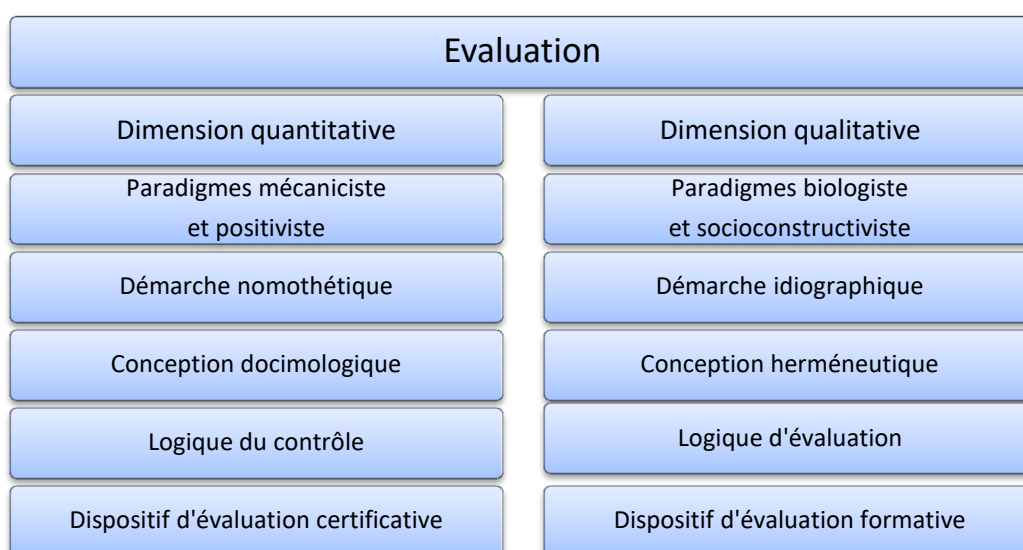 Evaluation
Dimension quantitative
Dimension qualitative
Paradigmes mécaniciste
et positiviste
Paradigmes biologiste
et socioconstructiviste
Démarche nomothétique
Démarche idiographique
Conception docimologique
Conception herméneutique
Logique du contrôle
Logique d'évaluation
Dispositif d'évaluation certificative
Dispositif d'évaluation formative